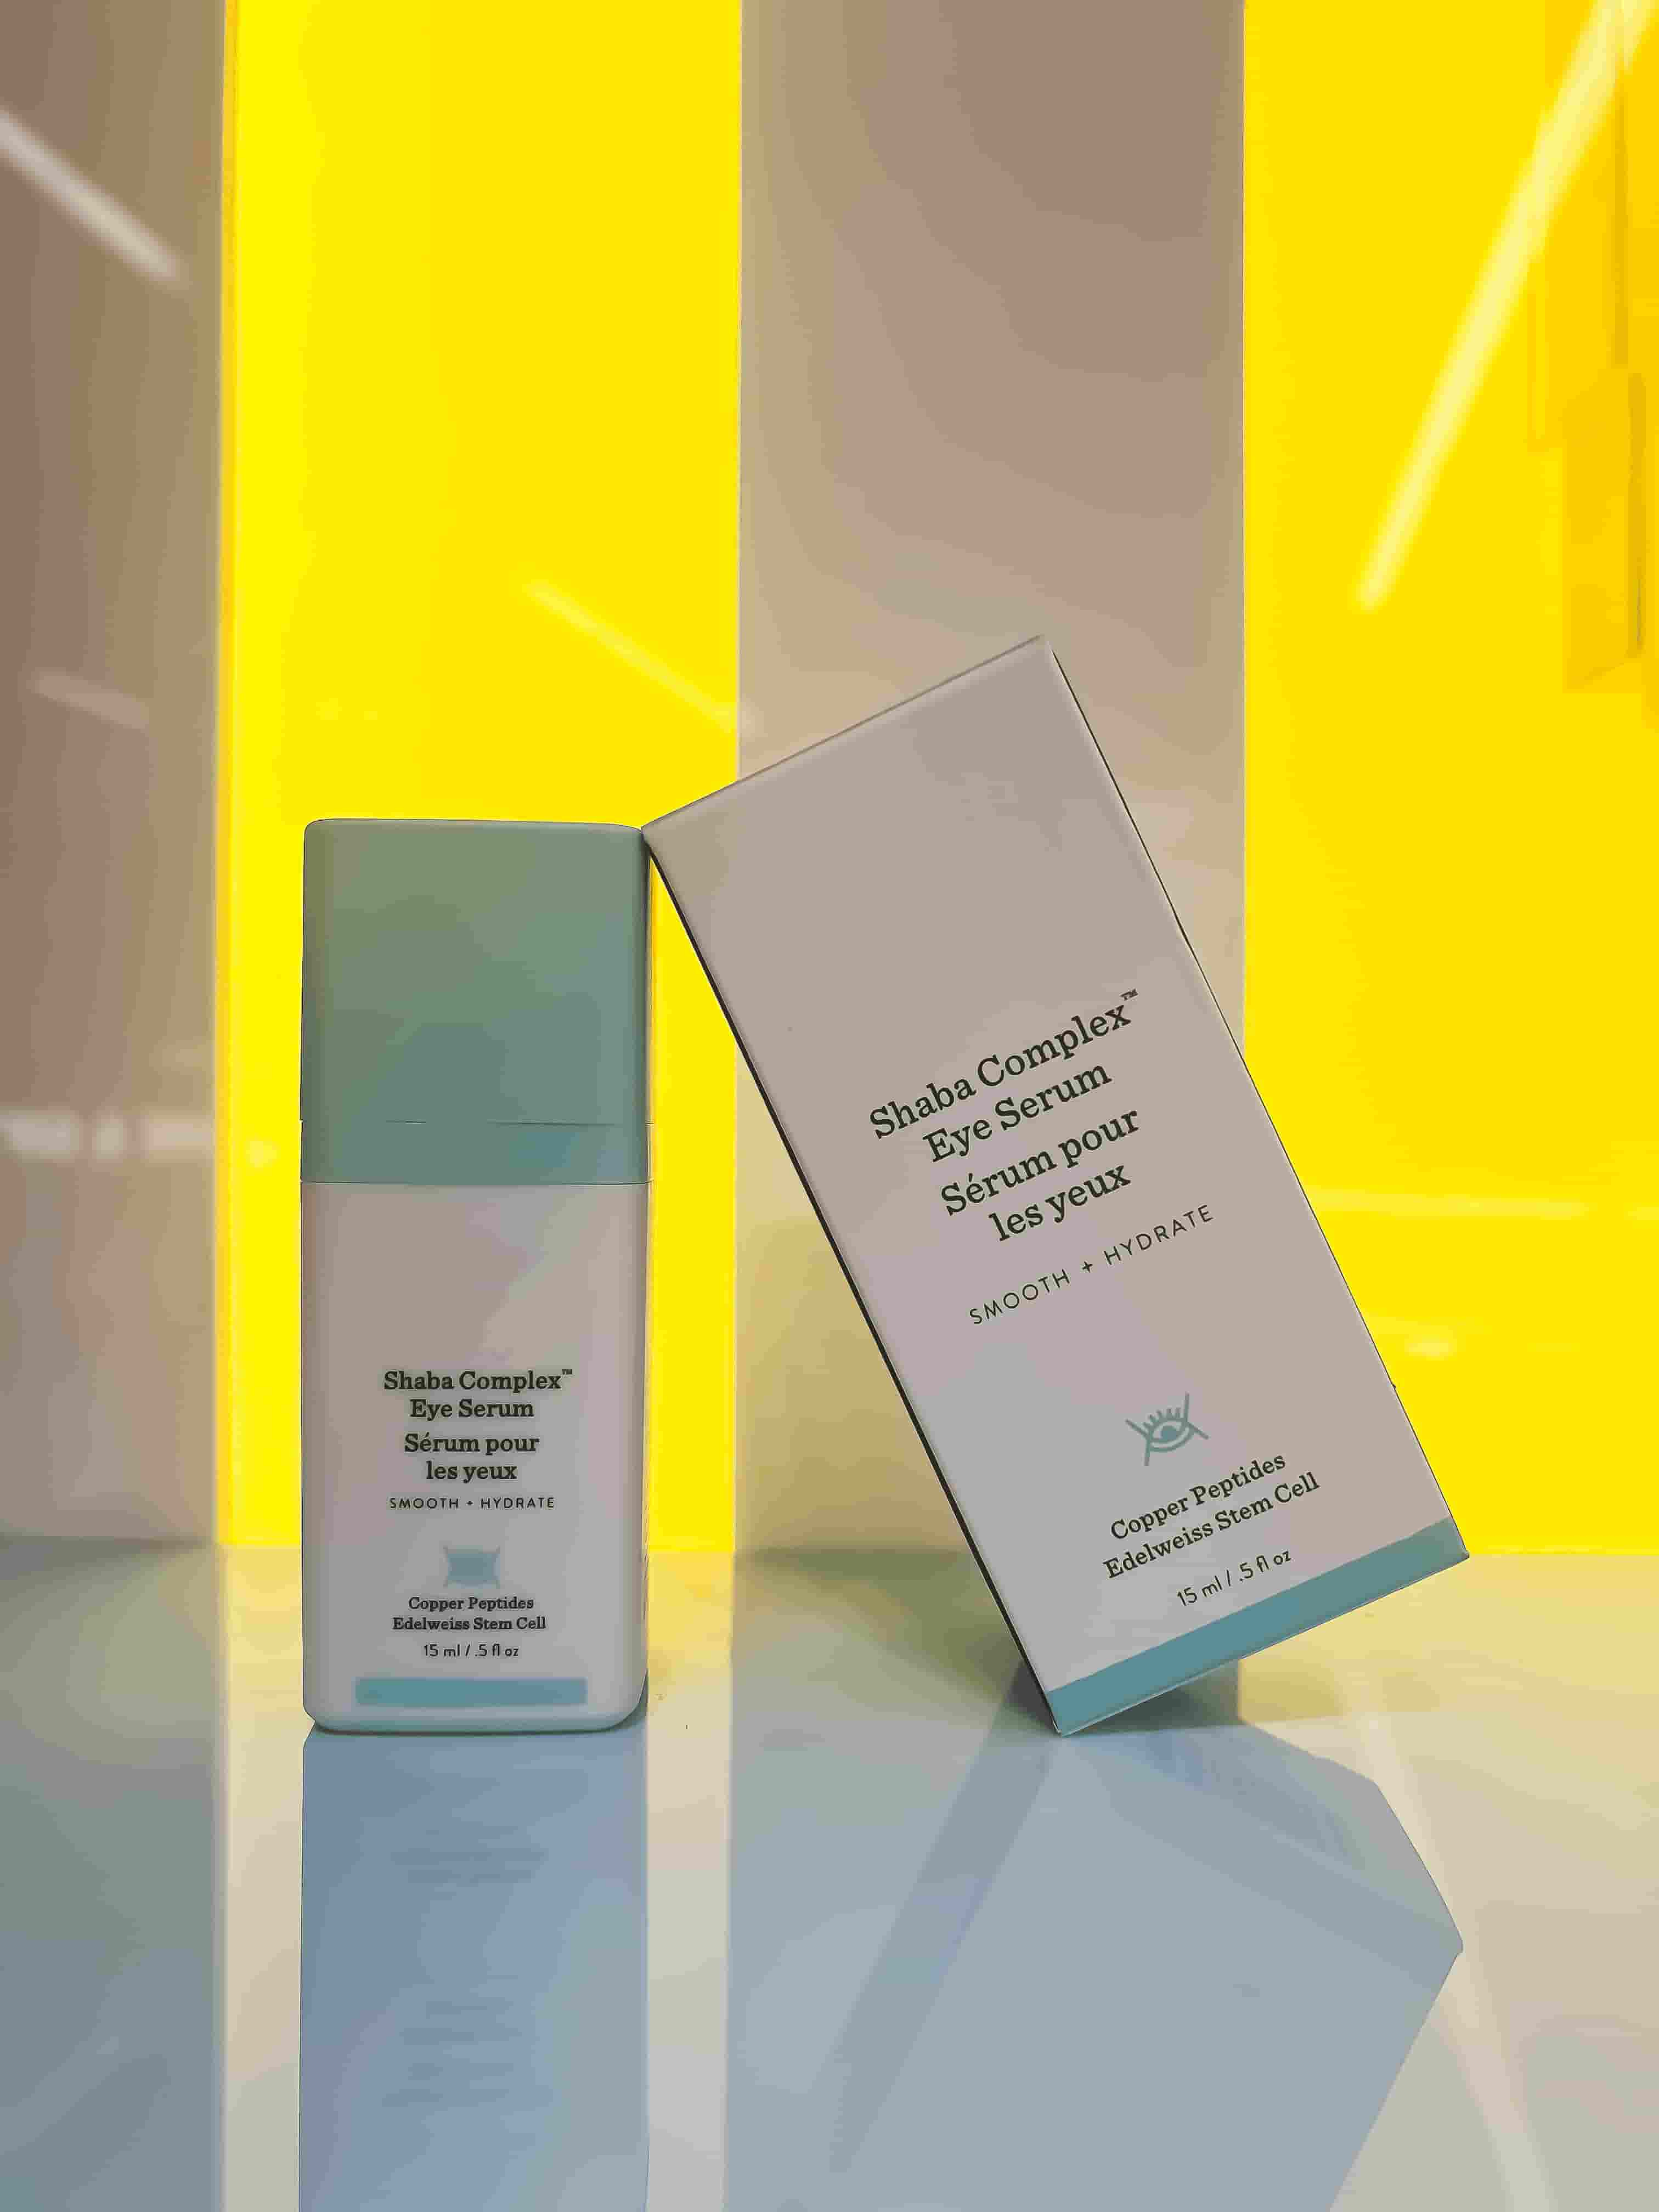 Shaba Complex™
Eye Serum
Sérum pour
les yeux
SMOOTH + HYDRATE
Copper Peptides
Edelweiss Stem Cell
15 ml / .5 fl oz
Shaba Complex™
Eye Serum
Sérum pour
les yeux
SMOOTH + HYDRATE
Copper Peptides
Edelweiss Stem Cell
15 ml / .5 fl oz